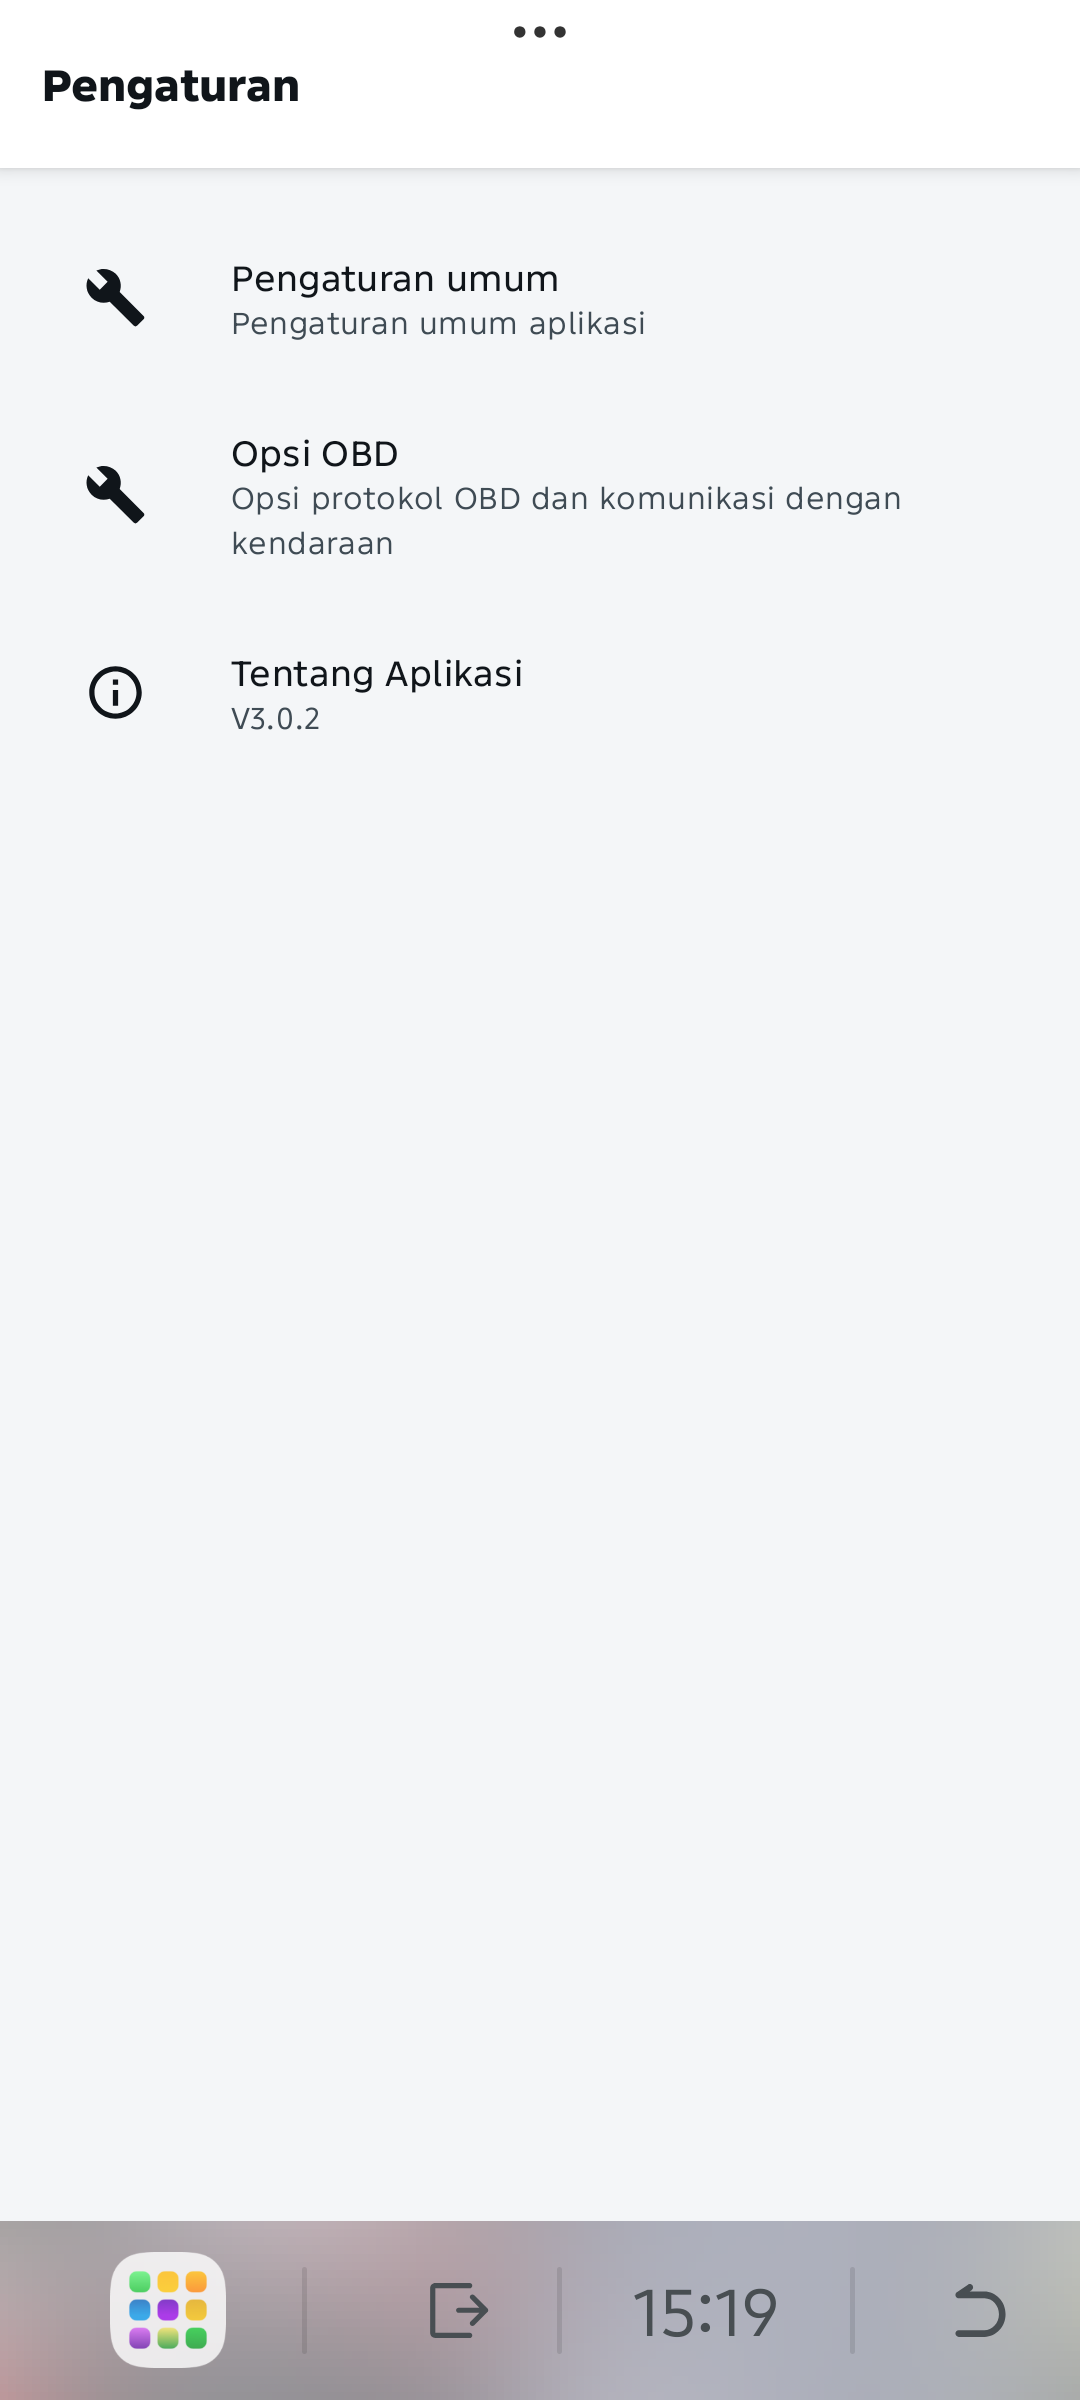 Pengaturan
Pengaturan umum
Pengaturan umum aplikasi
Opsi OBD
Opsi protokol OBD dan komunikasi dengan
kendaraan
Tentang Aplikasi
V3.0.2
15:19